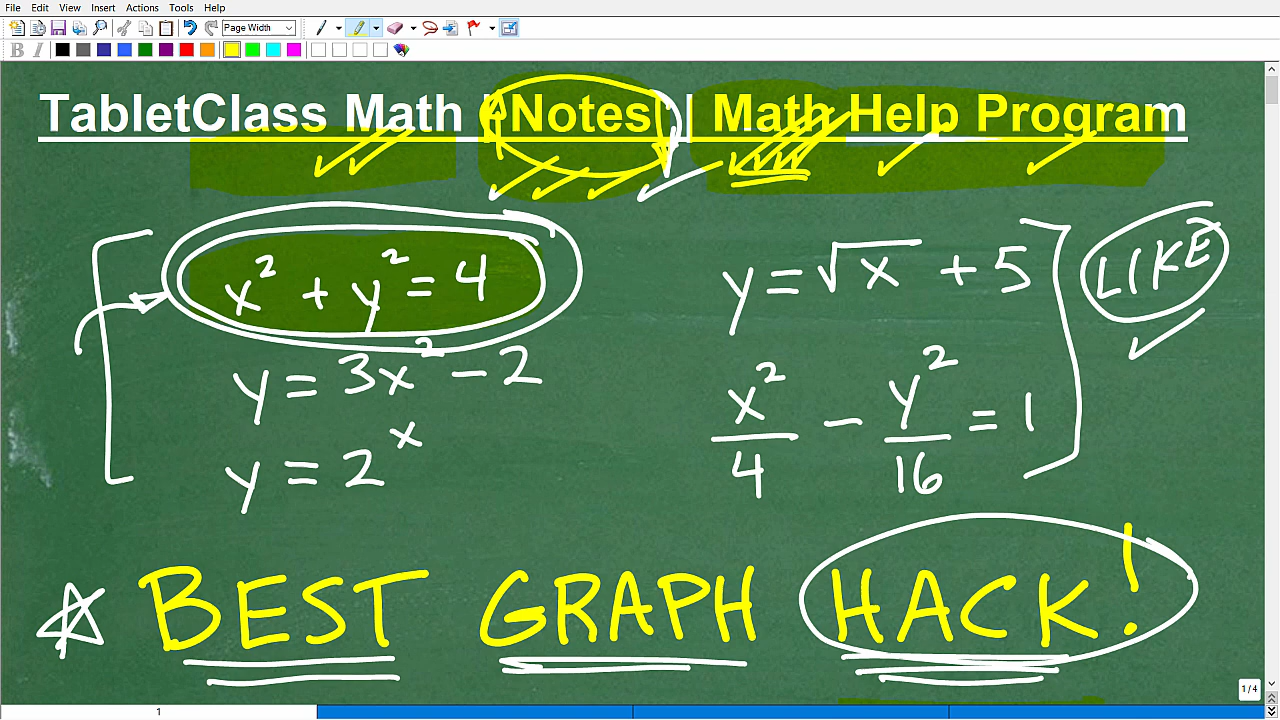 File Edit View Insert Actions Tools Help
Page Width
B I
TabletClass Math | Notes | Math Help Program
x² + y² = 4
y = 3x² - 2
y = 2ˣ
y = √x + 5
x²/4 - y²/16 = 1
LIKE
BEST GRAPH HACK!
1/4
1